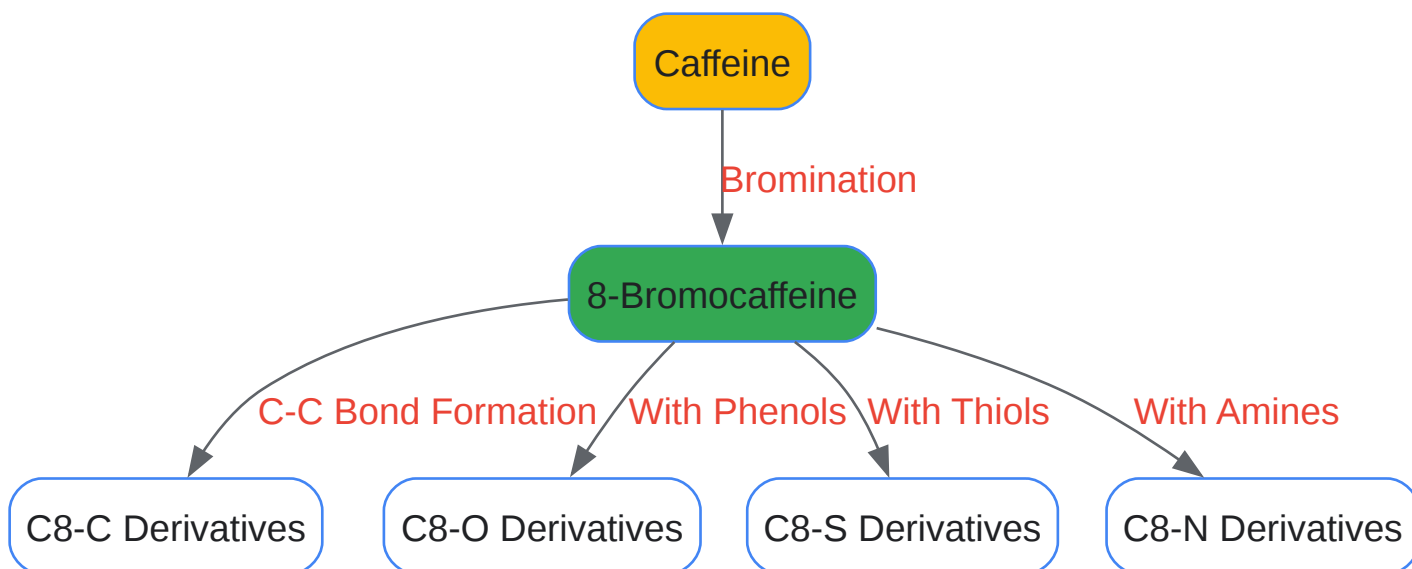 Caffeine
Bromination
8-Bromocaffeine
C-C Bond Formation
With Phenols
With Thiols
With Amines
C8-C Derivatives
C8-O Derivatives
C8-S Derivatives
C8-N Derivatives